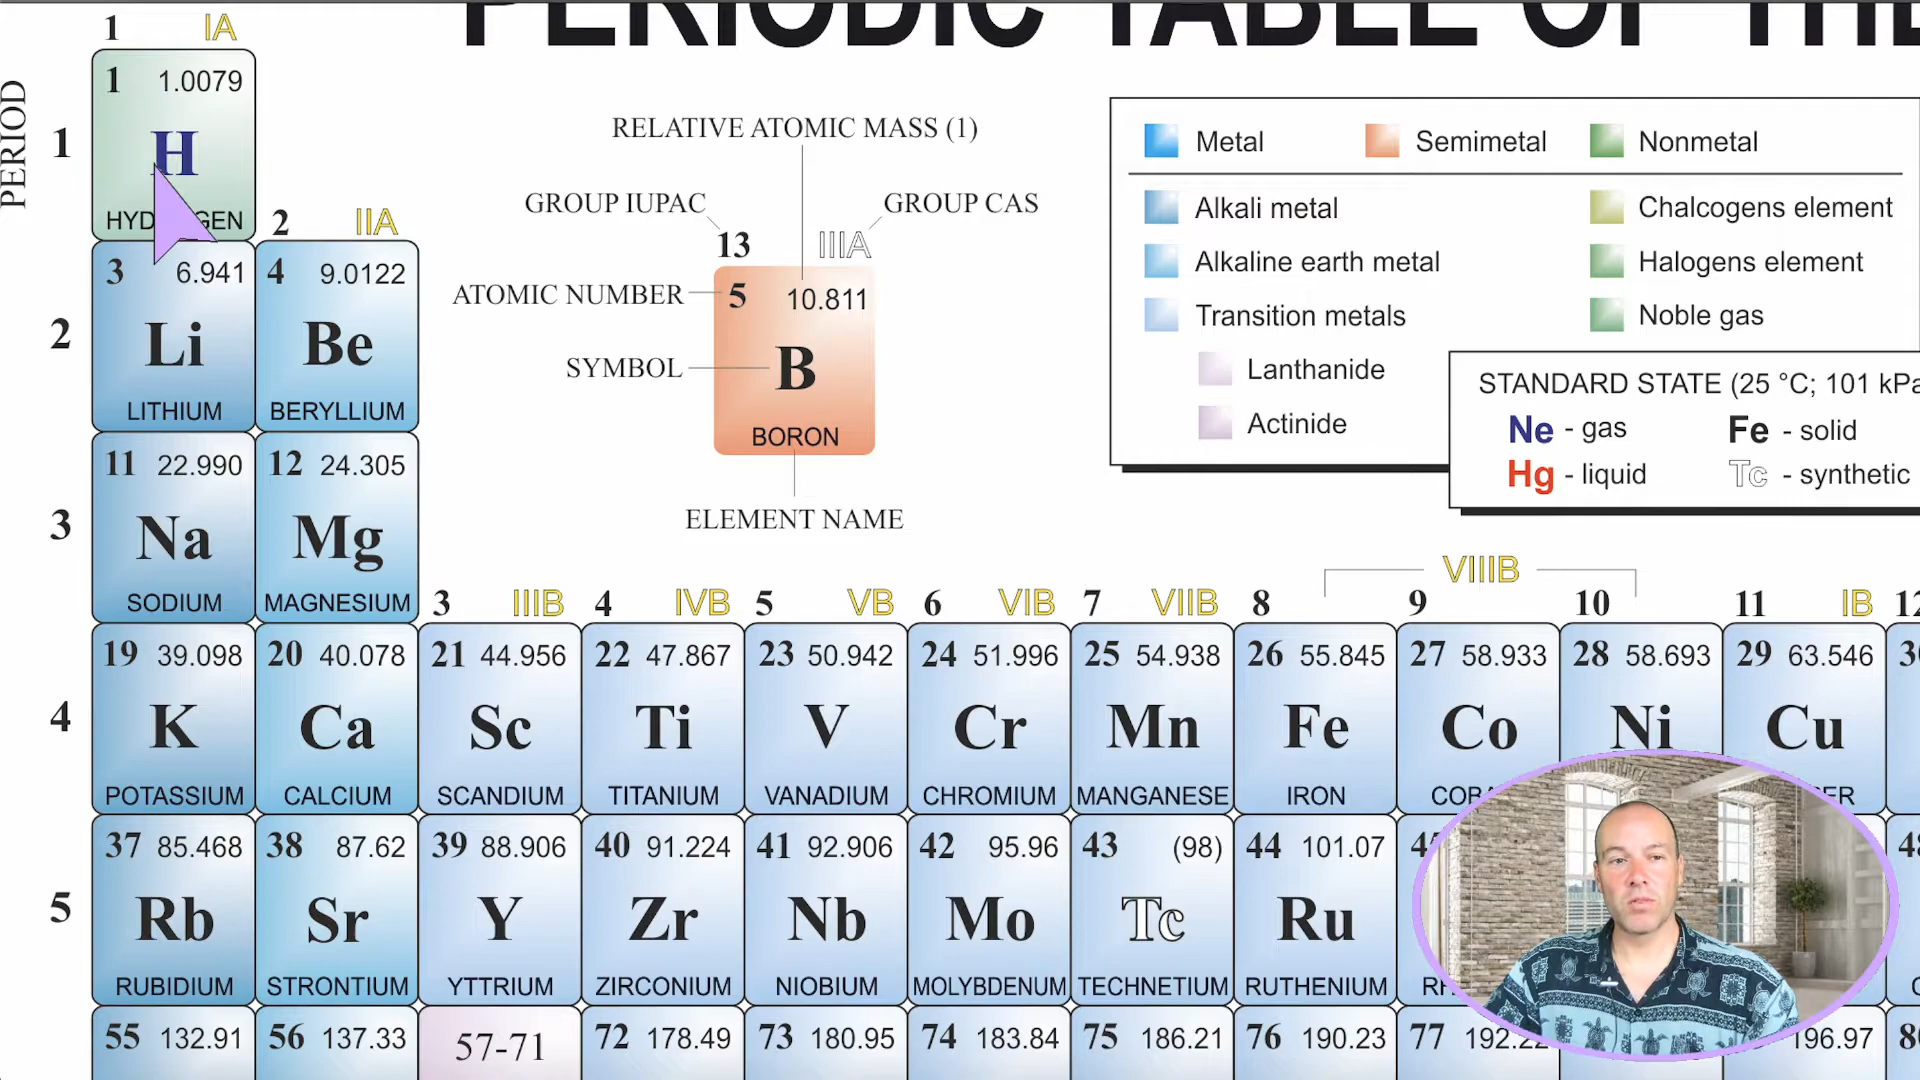 PERIODIC TABLE OF THE
1 IA
PERIOD
1 1.0079
H
1
2 IIA
3 6.941
Li
LITHIUM
4 9.0122
Be
BERYLLIUM
2
11 22.990
Na
SODIUM
12 24.305
Mg
MAGNESIUM
3
RELATIVE ATOMIC MASS (1)
GROUP IUPAC
GROUP CAS
13 IIIA
ATOMIC NUMBER
5 10.811
SYMBOL
B
BORON
ELEMENT NAME
Metal
Semimetal
Nonmetal
Alkali metal
Chalcogens element
Alkaline earth metal
Halogens element
Transition metals
Noble gas
Lanthanide
Actinide
STANDARD STATE (25 °C; 101 kPa
Ne - gas
Fe - solid
Hg - liquid
Tc - synthetic
3 IIIB
4 IVB
5 VB
6 VIB
7 VIIB
VIIIB
8
9
10
11 IB
4
19 39.098
K
POTASSIUM
20 40.078
Ca
CALCIUM
21 44.956
Sc
SCANDIUM
22 47.867
Ti
TITANIUM
23 50.942
V
VANADIUM
24 51.996
Cr
CHROMIUM
25 54.938
Mn
MANGANESE
26 55.845
Fe
IRON
27 58.933
Co
28 58.693
Ni
29 63.546
Cu
5
37 85.468
Rb
RUBIDIUM
38 87.62
Sr
STRONTIUM
39 88.906
Y
YTTRIUM
40 91.224
Zr
ZIRCONIUM
41 92.906
Nb
NIOBIUM
42 95.96
Mo
MOLYBDENUM
43 (98)
Tc
TECHNETIUM
44 101.07
Ru
RUTHENIUM
55 132.91
56 137.33
57-71
72 178.49
73 180.95
74 183.84
75 186.21
76 190.23
77
196.97